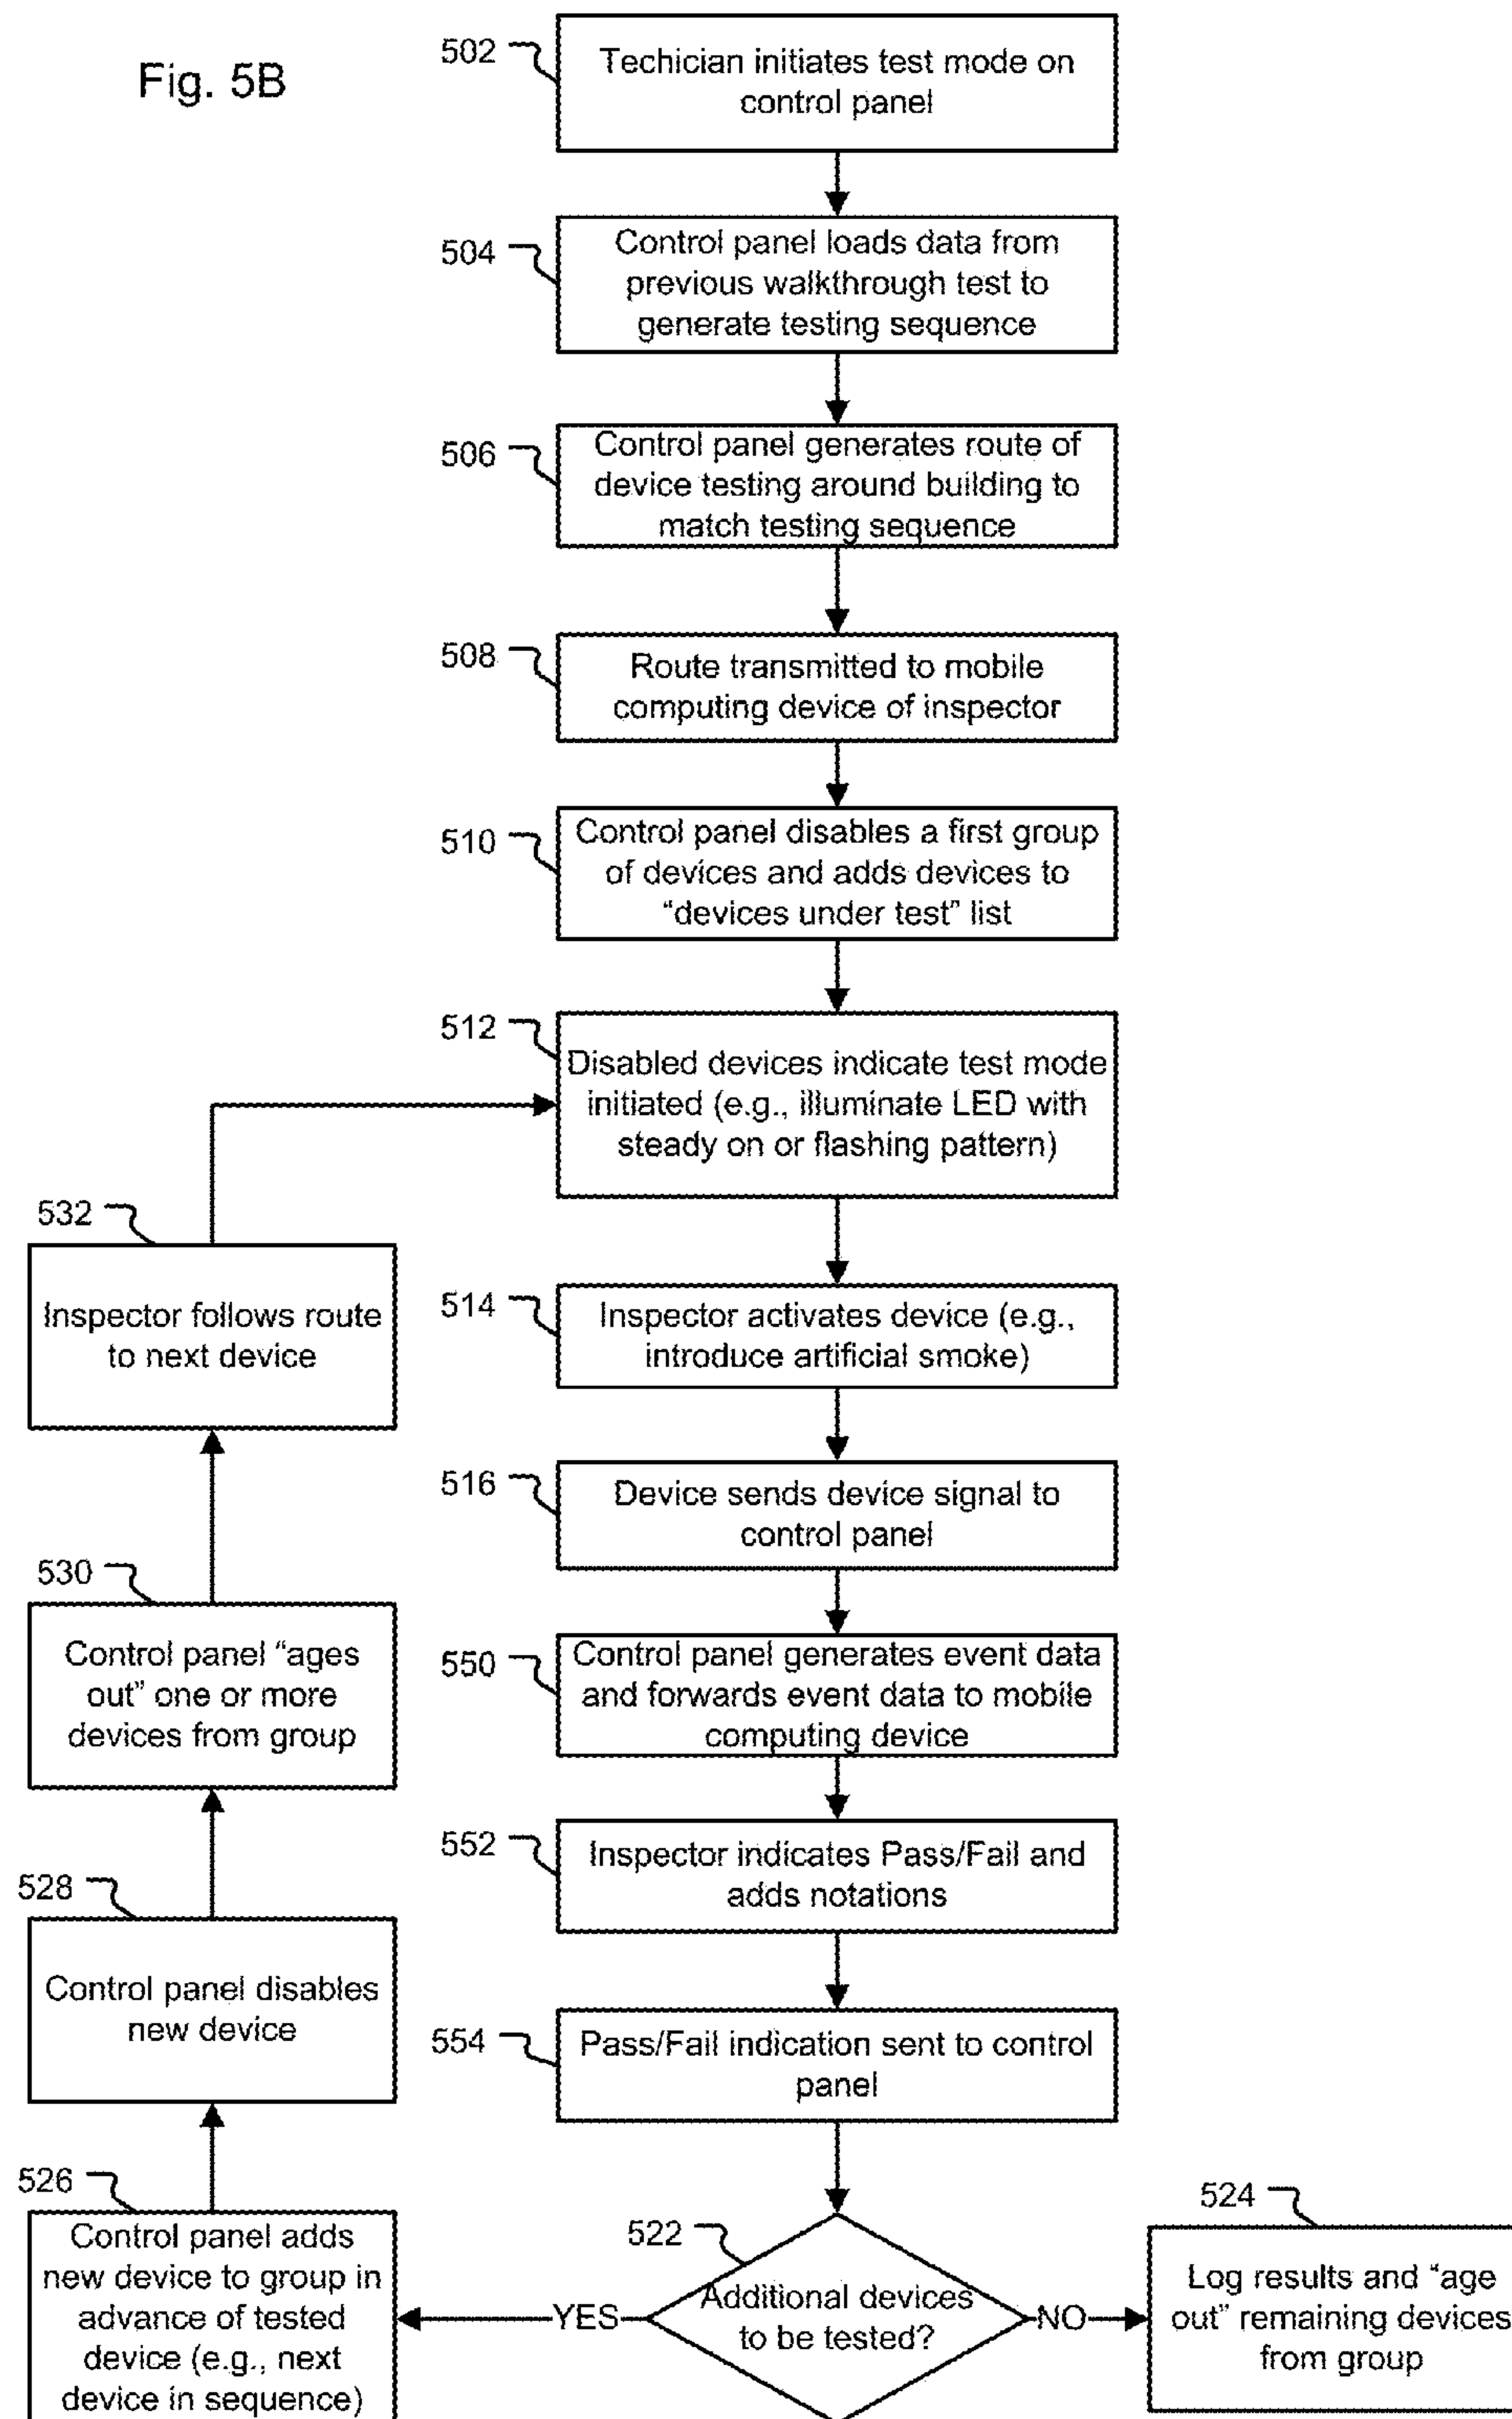 Fig. 5B
502
Techician initiates test mode on
control panel
504
Control panel loads data from
previous walkthrough test to
generate testing sequence
506
Control panel generates route of
device testing around building to
match testing sequence
508
Route transmitted to mobile
computing device of inspector
510
Control panel disables a first group
of devices and adds devices to
“devices under test” list
512
Disabled devices indicate test mode
initiated (e.g., illuminate LED with
steady on or flashing pattern)
514
Inspector activates device (e.g.,
introduce artificial smoke)
516
Device sends device signal to
control panel
550
Control panel generates event data
and forwards event data to mobile
computing device
552
Inspector indicates Pass/Fail and
adds notations
554
Pass/Fail indication sent to control
panel
522
Additional devices
to be tested?
YES
NO
524
Log results and “age
out” remaining devices
from group
526
Control panel adds
new device to group in
advance of tested
device (e.g., next
device in sequence)
528
Control panel disables
new device
530
Control panel “ages
out” one or more
devices from group
532
Inspector follows route
to next device